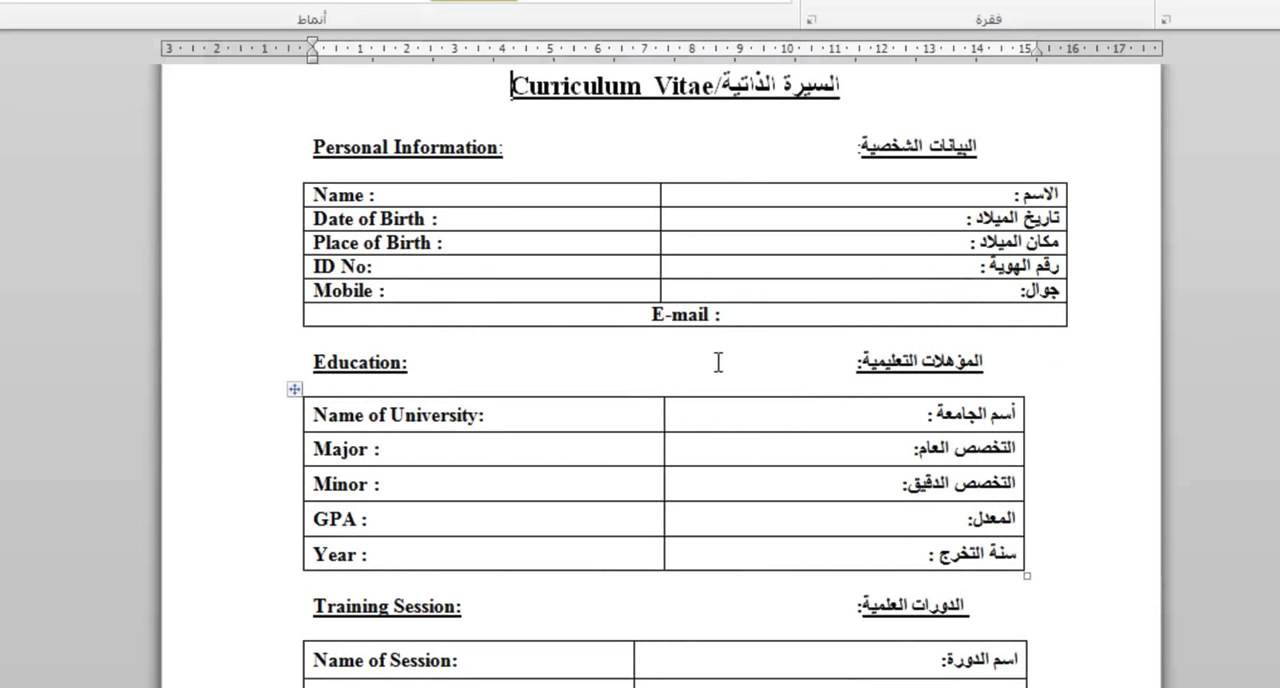 أنماط
فقرة
3 · 2 · 1 · 1 · 2 · 3 · 4 · 5 · 6 · 7 · 8 · 9 · 10 · 11 · 12 · 13 · 14 · 15 · 16 · 17
Curriculum Vitae/السيرة الذاتية
Personal Information: البيانات الشخصية:
Name : الاسم :
Date of Birth : تاريخ الميلاد :
Place of Birth : مكان الميلاد :
ID No: رقم الهوية :
Mobile : جوال:
E-mail :
Education: المؤهلات التعليمية:
Name of University: أسم الجامعة :
Major : التخصص العام:
Minor : التخصص الدقيق:
GPA : المعدل:
Year : سنة التخرج :
Training Session: الدورات العلمية:
Name of Session: اسم الدورة: